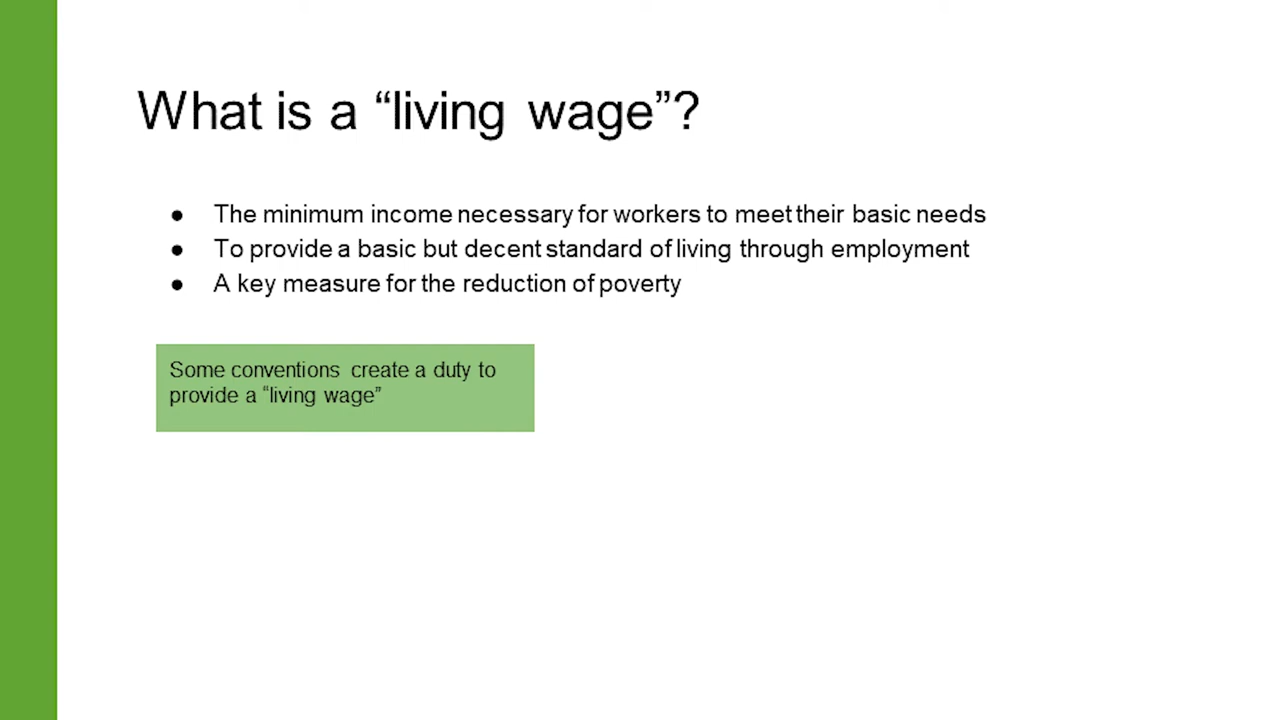 What is a “living wage”?
● The minimum income necessary for workers to meet their basic needs
● To provide a basic but decent standard of living through employment
● A key measure for the reduction of poverty
Some conventions create a duty to
provide a “living wage”